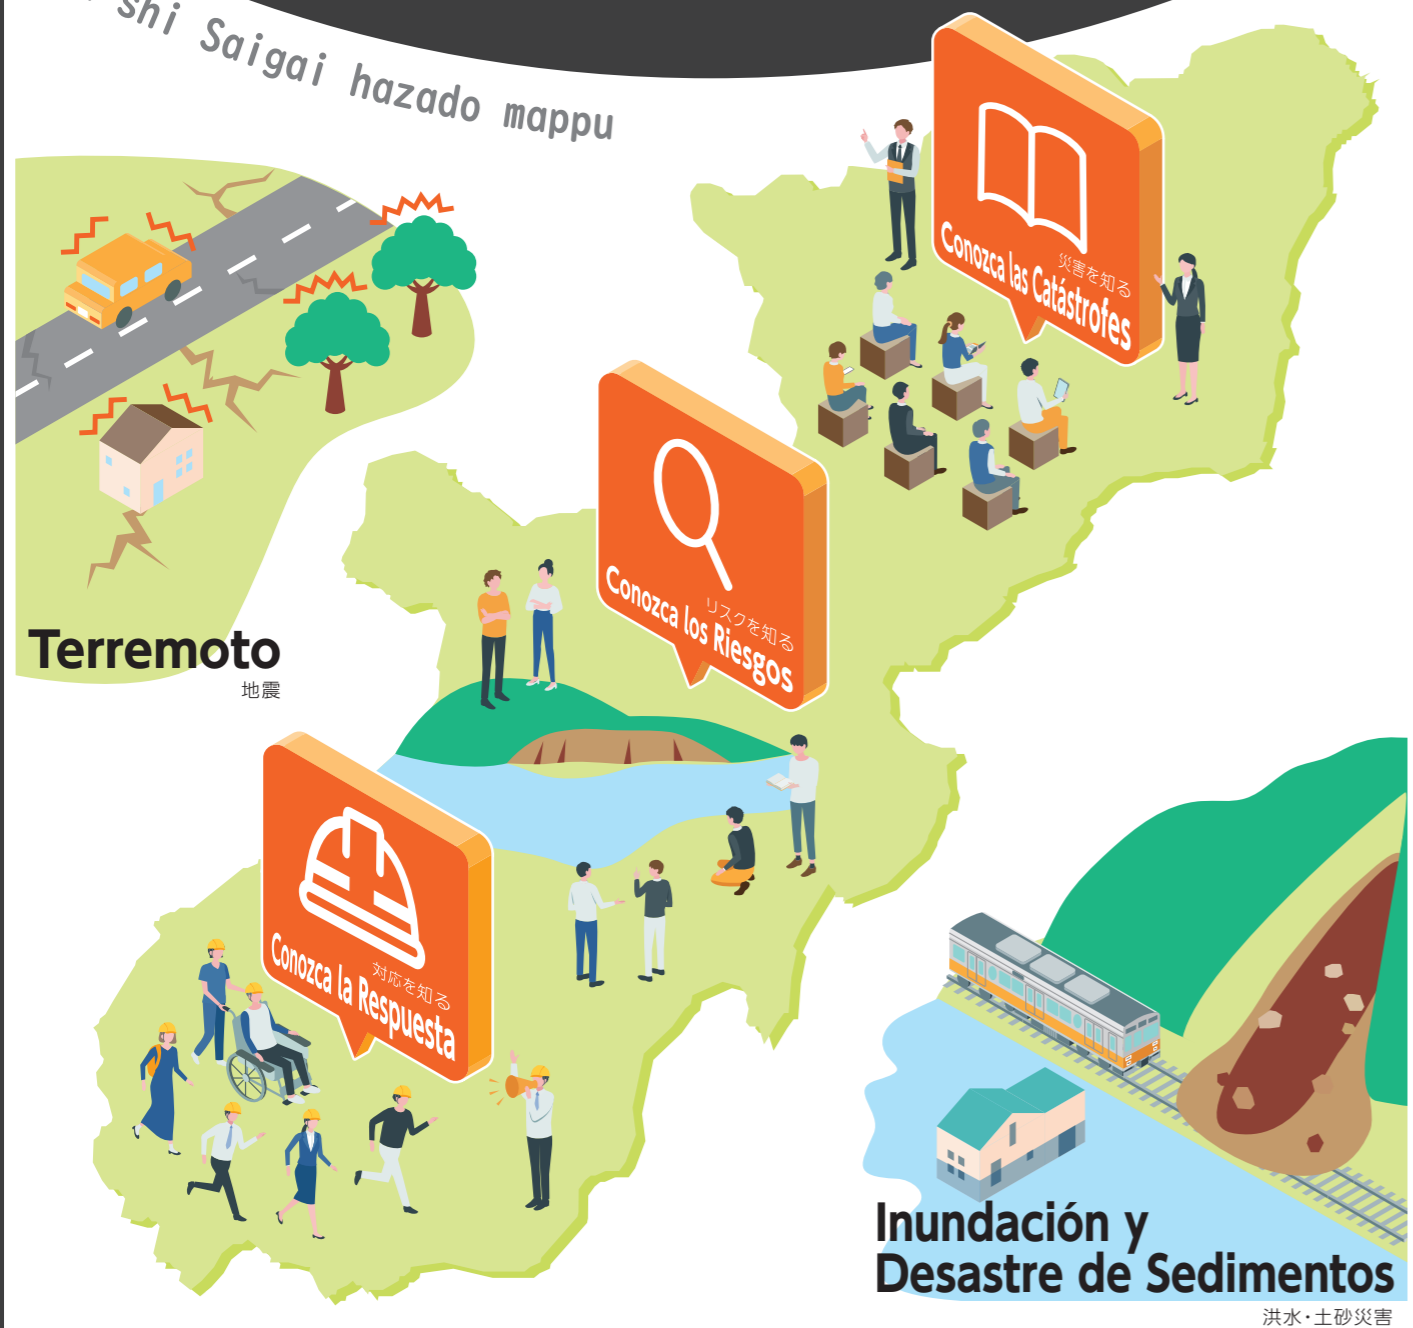 shi Saigai hazado mappu
Conozca las Catástrofes
災害を知る
Conozca los Riesgos
リスクを知る
Terremoto
地震
Conozca la Respuesta
対応を知る
Inundación y
Desastre de Sedimentos
洪水・土砂災害